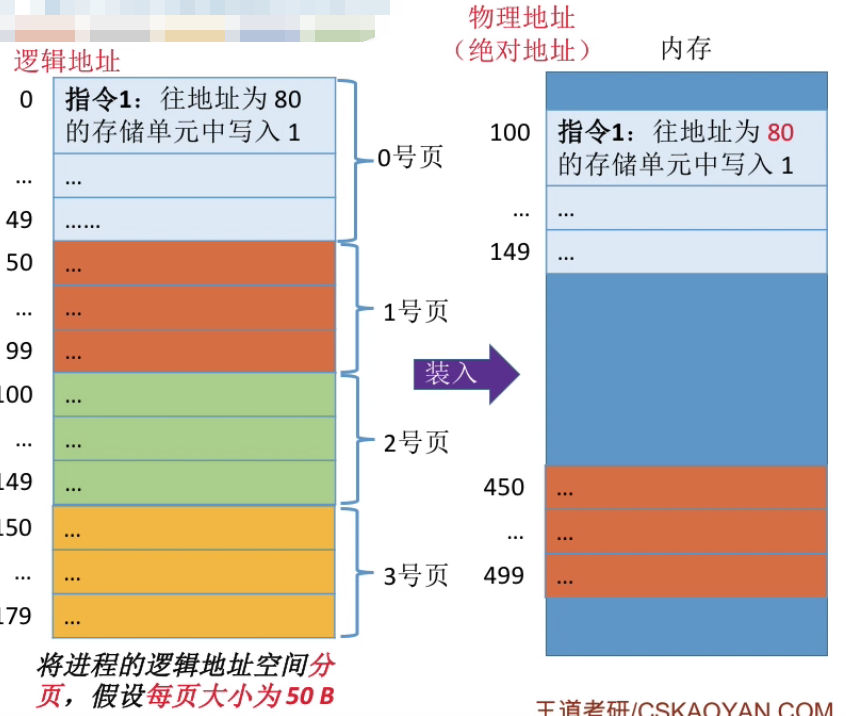 逻辑地址
0
指令1：往地址为 80
的存储单元中写入 1
...
...
49
......
0号页
50
...
...
...
99
...
1号页
100
...
...
...
149
...
2号页
150
...
...
...
179
...
3号页
将进程的逻辑地址空间分
页，假设每页大小为 50 B
装入
物理地址
（绝对地址）
内存
100
指令1：往地址为 80
的存储单元中写入 1
...
...
149
...
450
...
...
...
499
...
王道考研/CSKAOYAN.COM